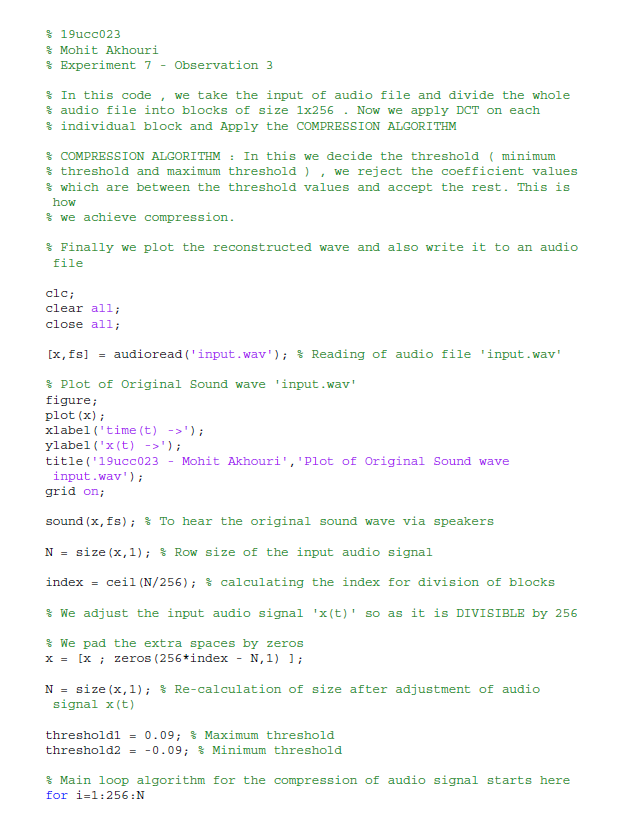 % 19ucc023
% Mohit Akhouri
% Experiment 7 - Observation 3
% In this code , we take the input of audio file and divide the whole
% audio file into blocks of size 1x256 . Now we apply DCT on each
% individual block and Apply the COMPRESSION ALGORITHM
% COMPRESSION ALGORITHM : In this we decide the threshold ( minimum
% threshold and maximum threshold ) , we reject the coefficient values
% which are between the threshold values and accept the rest. This is
how
% we achieve compression.
% Finally we plot the reconstructed wave and also write it to an audio
file
clc;
clear all;
close all;
[x,fs] = audioread('input.wav'); % Reading of audio file 'input.wav'
% Plot of Original Sound wave 'input.wav'
figure;
plot(x);
xlabel('time(t) ->');
ylabel('x(t) ->');
title('19ucc023 - Mohit Akhouri','Plot of Original Sound wave
input.wav');
grid on;
sound(x,fs); % To hear the original sound wave via speakers
N = size(x,1); % Row size of the input audio signal
index = ceil(N/256); % calculating the index for division of blocks
% We adjust the input audio signal 'x(t)' so as it is DIVISIBLE by 256
% We pad the extra spaces by zeros
x = [x ; zeros(256*index - N,1) ];
N = size(x,1); % Re-calculation of size after adjustment of audio
signal x(t)
threshold1 = 0.09; % Maximum threshold
threshold2 = -0.09; % Minimum threshold
% Main loop algorithm for the compression of audio signal starts here
for i=1:256:N